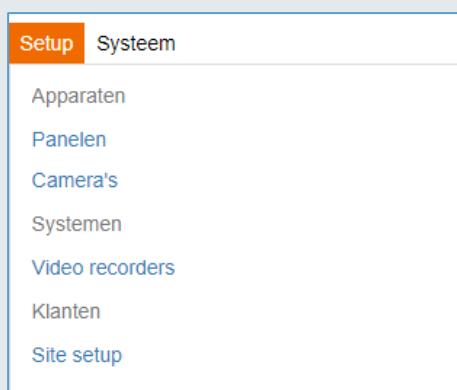 Setup Systeem
Apparaten
Panelen
Camera's
Systemen
Video recorders
Klanten
Site setup